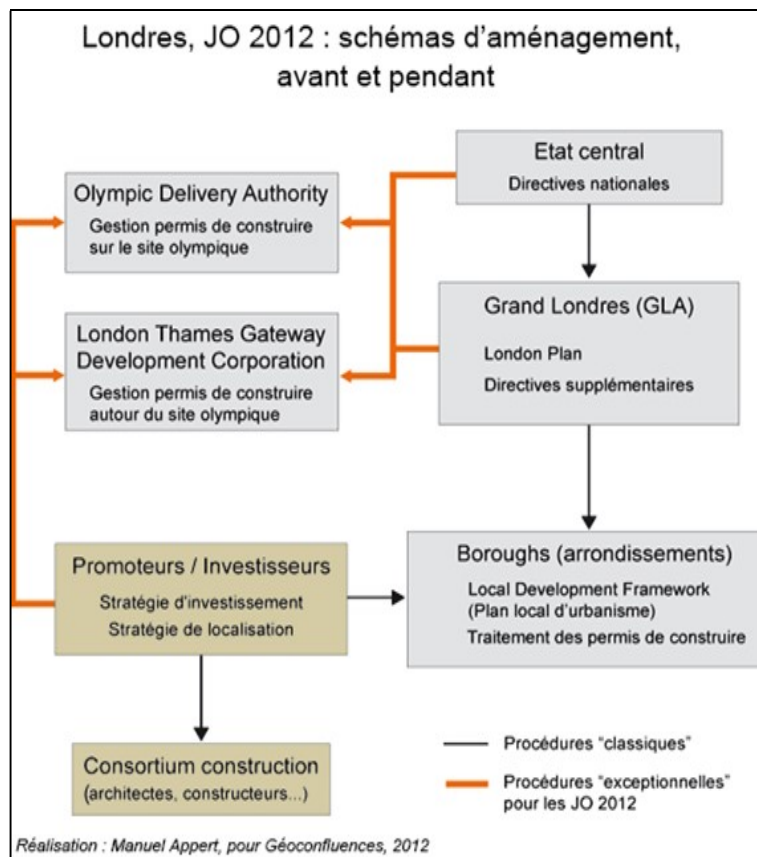 Londres, JO 2012 : schémas d'aménagement,
avant et pendant
Etat central
Directives nationales
Olympic Delivery Authority
Gestion permis de construire
sur le site olympique
Grand Londres (GLA)
London Plan
Directives supplémentaires
London Thames Gateway
Development Corporation
Gestion permis de construire
autour du site olympique
Promoteurs / Investisseurs
Stratégie d'investissement
Stratégie de localisation
Boroughs (arrondissements)
Local Development Framework
(Plan local d'urbanisme)
Traitement des permis de construire
Consortium construction
(architectes, constructeurs...)
Procédures "classiques"
Procédures "exceptionnelles"
pour les JO 2012
Réalisation : Manuel Appert, pour Géoconfluences, 2012